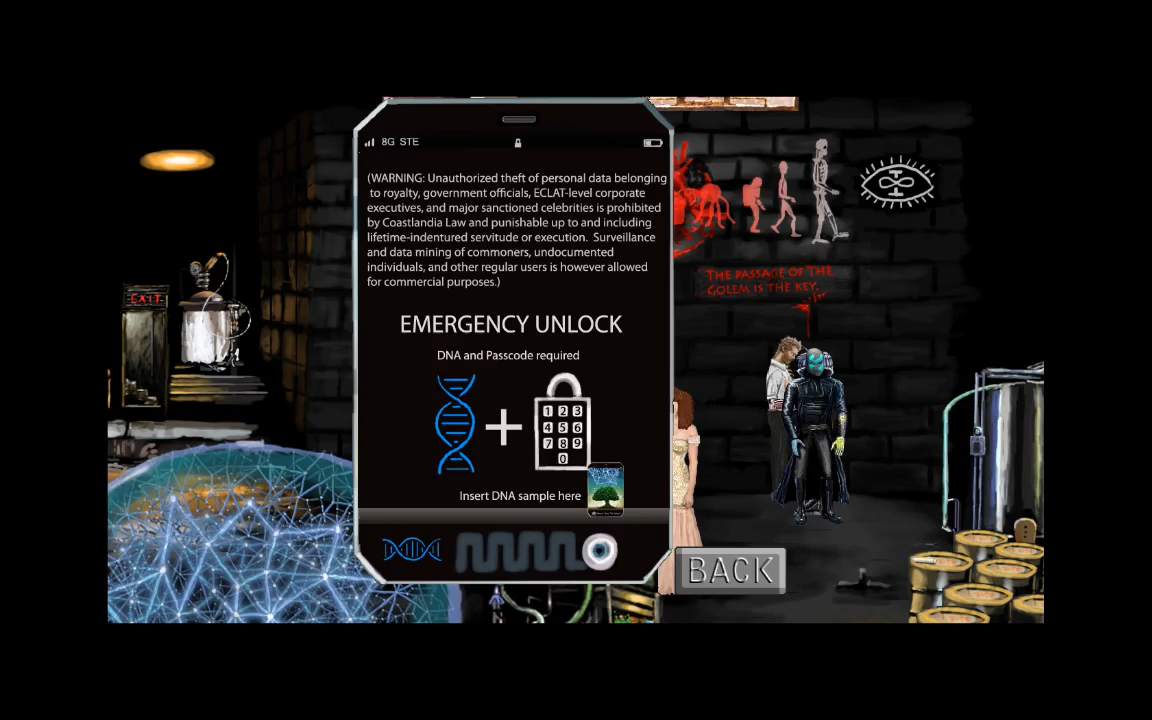 8G STE
(WARNING: Unauthorized theft of personal data belonging
to royalty, government officials, ECLAT-level corporate
executives, and major sanctioned celebrities is prohibited
by Coastlandia Law and punishable up to and including
lifetime-indentured servitude or execution. Surveillance
and data mining of commoners, undocumented
individuals, and other regular users is however allowed
for commercial purposes.)
EMERGENCY UNLOCK
DNA and Passcode required
1 2 3
4 5 6
7 8 9
0
Insert DNA sample here
EXIT
THE PASSAGE OF THE
GOLEM IS THE KEY.
BACK